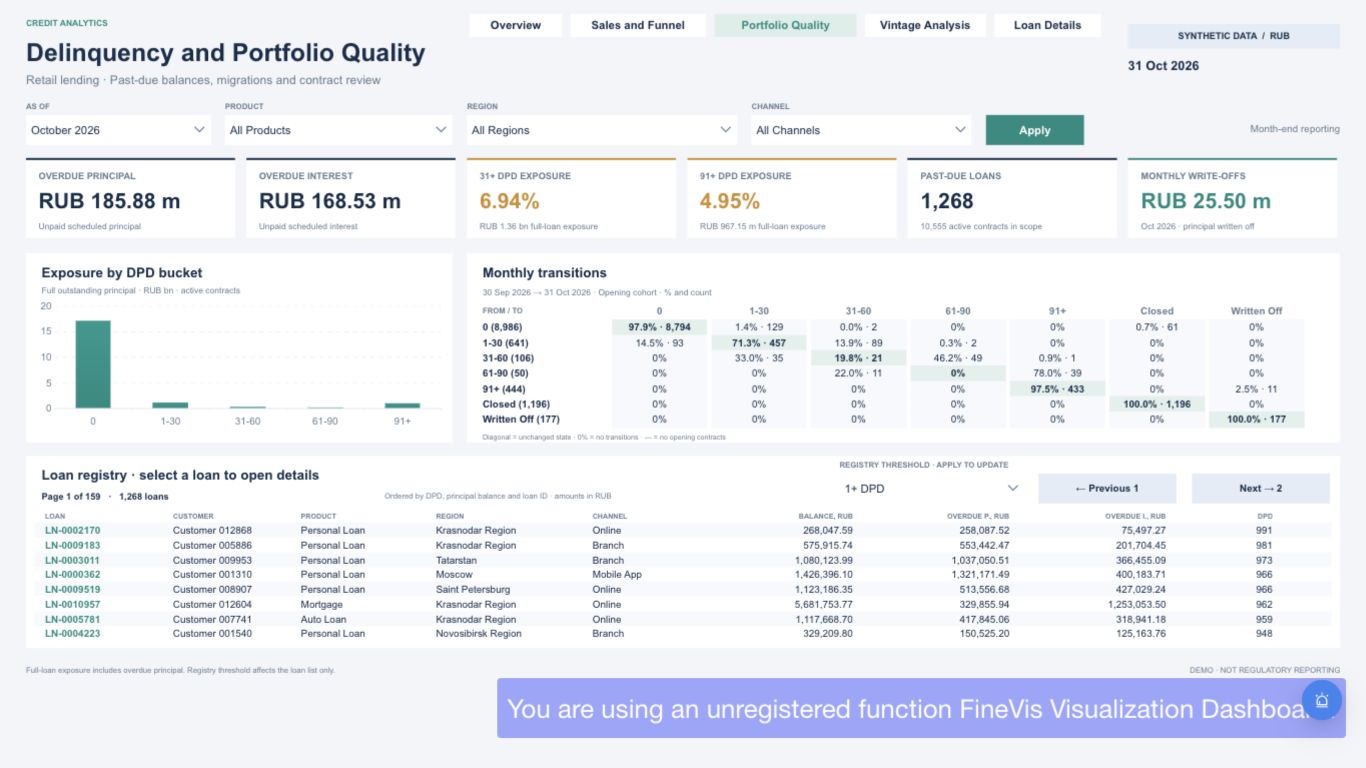 CREDIT ANALYTICS
Overview Sales and Funnel Portfolio Quality Vintage Analysis Loan Details
SYNTHETIC DATA / RUB
Delinquency and Portfolio Quality
31 Oct 2026
Retail lending · Past-due balances, migrations and contract review
AS OF PRODUCT REGION CHANNEL
October 2026 All Products All Regions All Channels Apply Month-end reporting
OVERDUE PRINCIPAL
RUB 185.88 m
Unpaid scheduled principal
OVERDUE INTEREST
RUB 168.53 m
Unpaid scheduled interest
31+ DPD EXPOSURE
6.94%
RUB 1.36 bn full-loan exposure
91+ DPD EXPOSURE
4.95%
RUB 967.15 m full-loan exposure
PAST-DUE LOANS
1,268
10,555 active contracts in scope
MONTHLY WRITE-OFFS
RUB 25.50 m
Oct 2026 · principal written off
Exposure by DPD bucket
Full outstanding principal · RUB bn · active contracts
20
15
10
5
0
0 1-30 31-60 61-90 91+
Monthly transitions
30 Sep 2026 → 31 Oct 2026 · Opening cohort · % and count
FROM / TO 0 1-30 31-60 61-90 91+ Closed Written Off
0 (8,986) 97.9% · 8,794 1.4% · 129 0.0% · 2 0% 0% 0.7% · 61 0%
1-30 (641) 14.5% · 93 71.3% · 457 13.9% · 89 0.3% · 2 0% 0% 0%
31-60 (106) 0% 33.0% · 35 19.8% · 21 46.2% · 49 0.9% · 1 0% 0%
61-90 (50) 0% 0% 22.0% · 11 0% 78.0% · 39 0% 0%
91+ (444) 0% 0% 0% 0% 97.5% · 433 0% 2.5% · 11
Closed (1,196) 0% 0% 0% 0% 0% 100.0% · 1,196 0%
Written Off (177) 0% 0% 0% 0% 0% 0% 100.0% · 177
Diagonal = unchanged state · 0% = no transitions · — = no opening contracts
Loan registry · select a loan to open details
REGISTRY THRESHOLD · APPLY TO UPDATE
1+ DPD ← Previous 1 Next → 2
Page 1 of 159 · 1,268 loans
Ordered by DPD, principal balance and loan ID · amounts in RUB
LOAN CUSTOMER PRODUCT REGION CHANNEL BALANCE, RUB OVERDUE P., RUB OVERDUE I., RUB DPD
LN-0002170 Customer 012868 Personal Loan Krasnodar Region Online 268,047.59 258,087.52 75,497.27 991
LN-0009183 Customer 005886 Personal Loan Krasnodar Region Branch 575,915.74 553,442.47 201,704.45 981
LN-0003011 Customer 009953 Personal Loan Tatarstan Branch 1,080,123.99 1,037,050.51 366,455.09 973
LN-0000362 Customer 001310 Personal Loan Moscow Mobile App 1,426,396.10 1,321,171.49 400,183.71 966
LN-0009519 Customer 008907 Personal Loan Saint Petersburg Online 1,123,186.35 513,556.68 427,029.24 966
LN-0010957 Customer 012604 Mortgage Krasnodar Region Online 5,681,753.77 329,855.94 1,253,053.50 962
LN-0005781 Customer 007741 Auto Loan Krasnodar Region Online 1,117,668.70 417,845.06 318,941.18 959
LN-0004223 Customer 001540 Personal Loan Novosibirsk Region Branch 329,209.80 150,525.20 125,163.76 948
Full-loan exposure includes overdue principal. Registry threshold affects the loan list only.
DEMO · NOT REGULATORY REPORTING
You are using an unregistered function FineVis Visualization